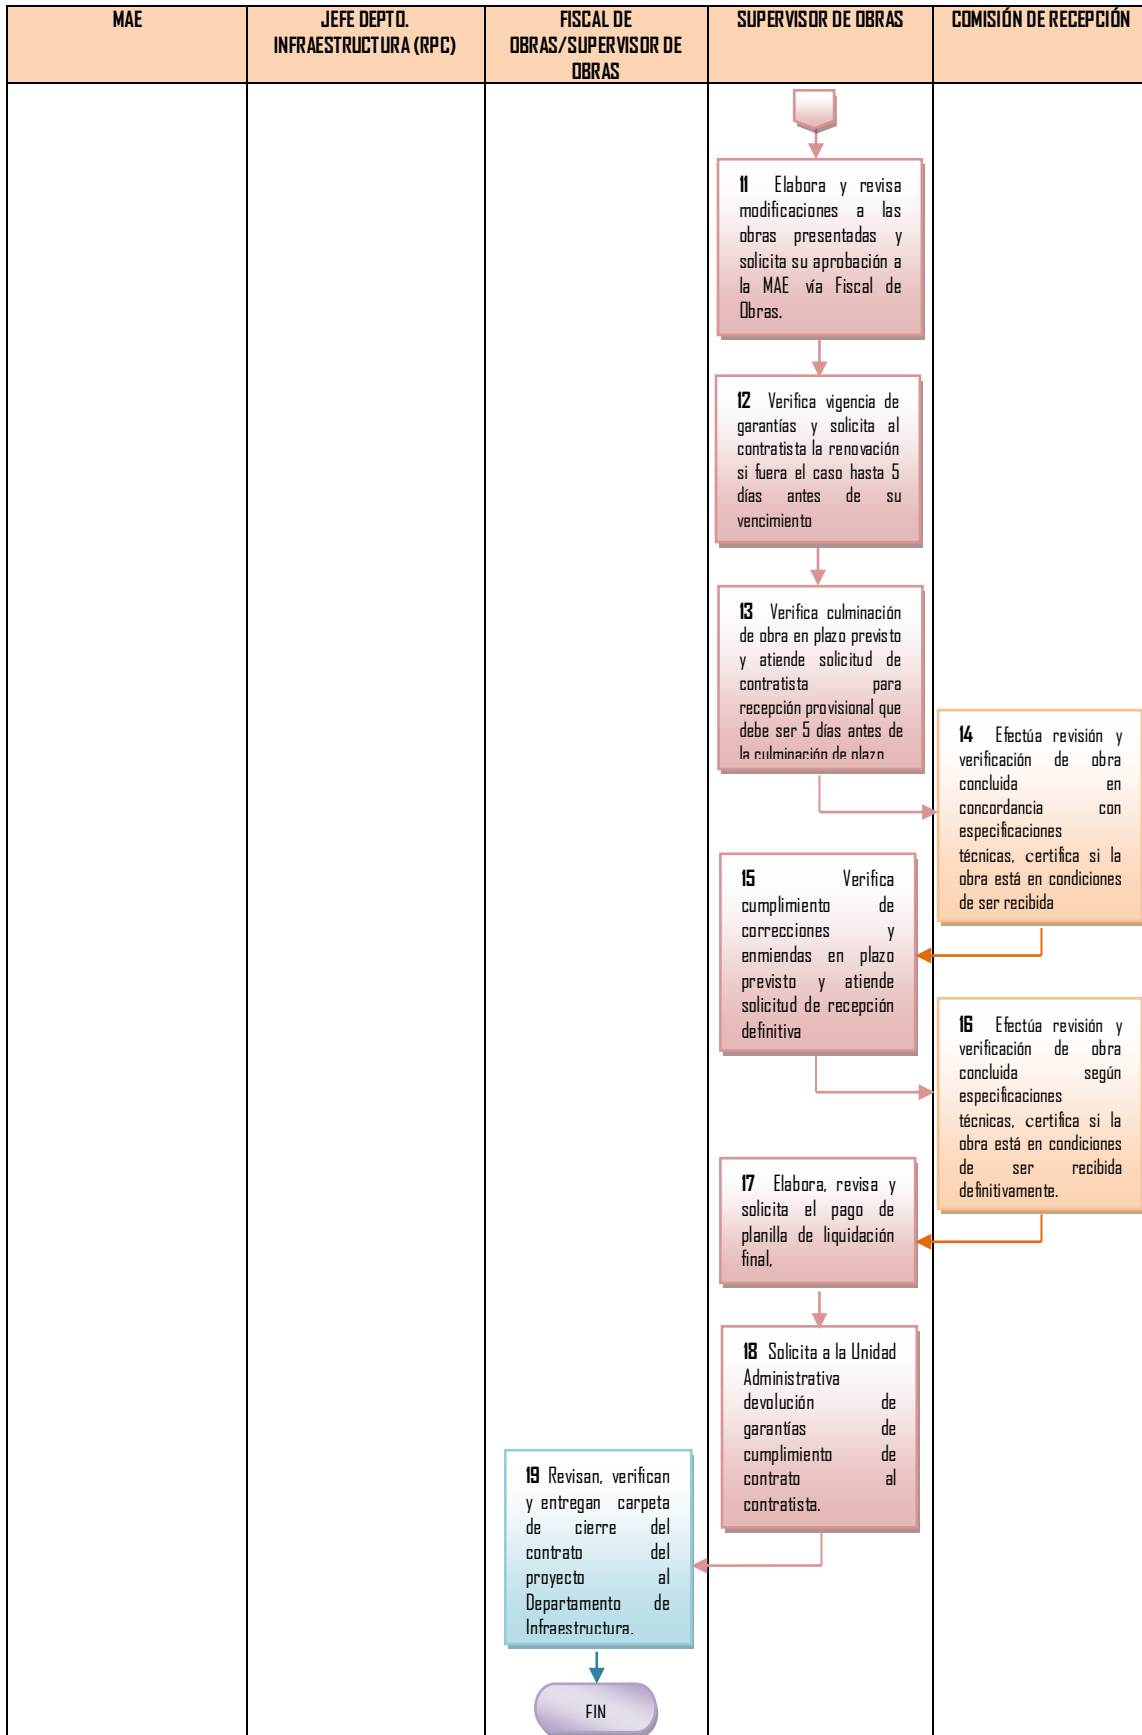 MAE
JEFE DEPTO.
INFRAESTRUCTURA (RPC)
FISCAL DE
OBRAS/SUPERVISOR DE
OBRAS
SUPERVISOR DE OBRAS
COMISIÓN DE RECEPCIÓN
11 Elabora y revisa
modificaciones a las
obras presentadas y
solicita su aprobación a
la MAE vía Fiscal de
Obras.
12 Verifica vigencia de
garantías y solicita al
contratista la renovación
si fuera el caso hasta 5
días antes de su
vencimiento
13 Verifica culminación
de obra en plazo previsto
y atiende solicitud de
contratista para
recepción provisional que
debe ser 5 días antes de
la culminación de plazo
14 Efectúa revisión y
verificación de obra
concluida en
concordancia con
especificaciones
técnicas, certifica si la
obra está en condiciones
de ser recibida
15 Verifica
cumplimiento de
correcciones y
enmiendas en plazo
previsto y atiende
solicitud de recepción
definitiva
16 Efectúa revisión y
verificación de obra
concluida según
especificaciones
técnicas, certifica si la
obra está en condiciones
de ser recibida
definitivamente.
17 Elabora, revisa y
solicita el pago de
planilla de liquidación
final,
18 Solicita a la Unidad
Administrativa
devolución de
garantías de
cumplimiento de
contrato al
contratista.
19 Revisan, verifican
y entregan carpeta
de cierre del
contrato del
proyecto al
Departamento de
Infraestructura.
FIN